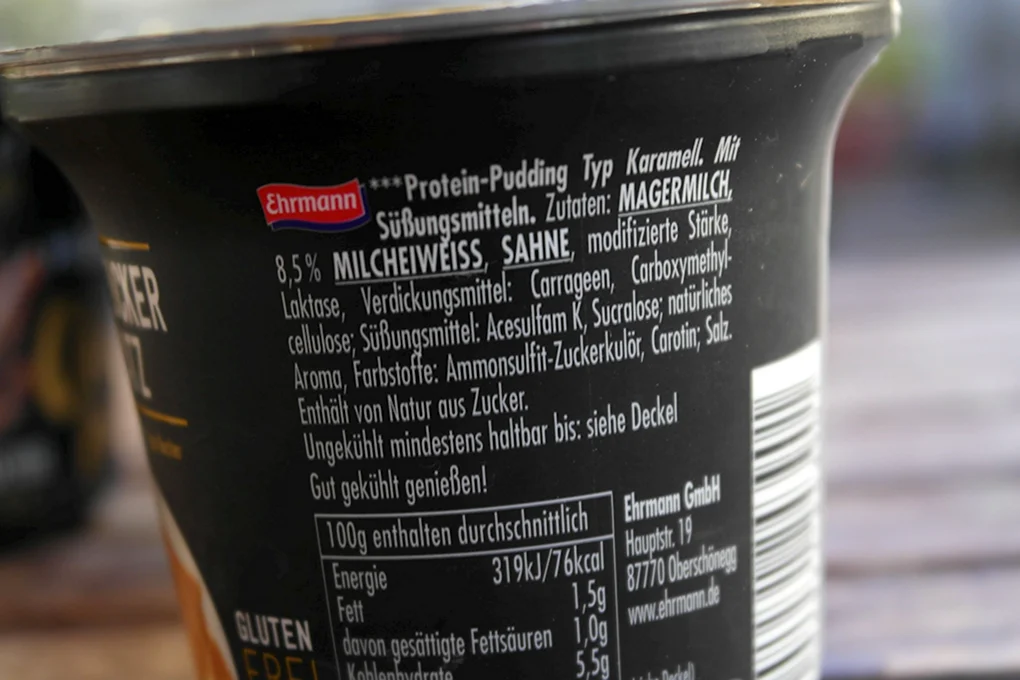 Ehrmann
***Protein-Pudding Typ Karamell. Mit
Süßungsmitteln. Zutaten: MAGERMILCH,
8,5% MILCHEIWEISS, SAHNE, modifizierte Stärke,
Laktase, Verdickungsmittel: Carrageen, Carboxymethyl-
cellulose; Süßungsmittel: Acesulfam K, Sucralose; natürliches
Aroma, Farbstoffe: Ammonsulfit-Zuckerkulör, Carotin; Salz.
Enthält von Natur aus Zucker.
Ungekühlt mindestens haltbar bis: siehe Deckel
Gut gekühlt genießen!
100g enthalten durchschnittlich
Energie 319kJ/76kcal
Fett 1,5g
davon gesättigte Fettsäuren 1,0g
Kohlenhydrate 5,5g
Ehrmann GmbH
Hauptstr. 19
87770 Oberschönegg
www.ehrmann.de
GLUTEN
FREI